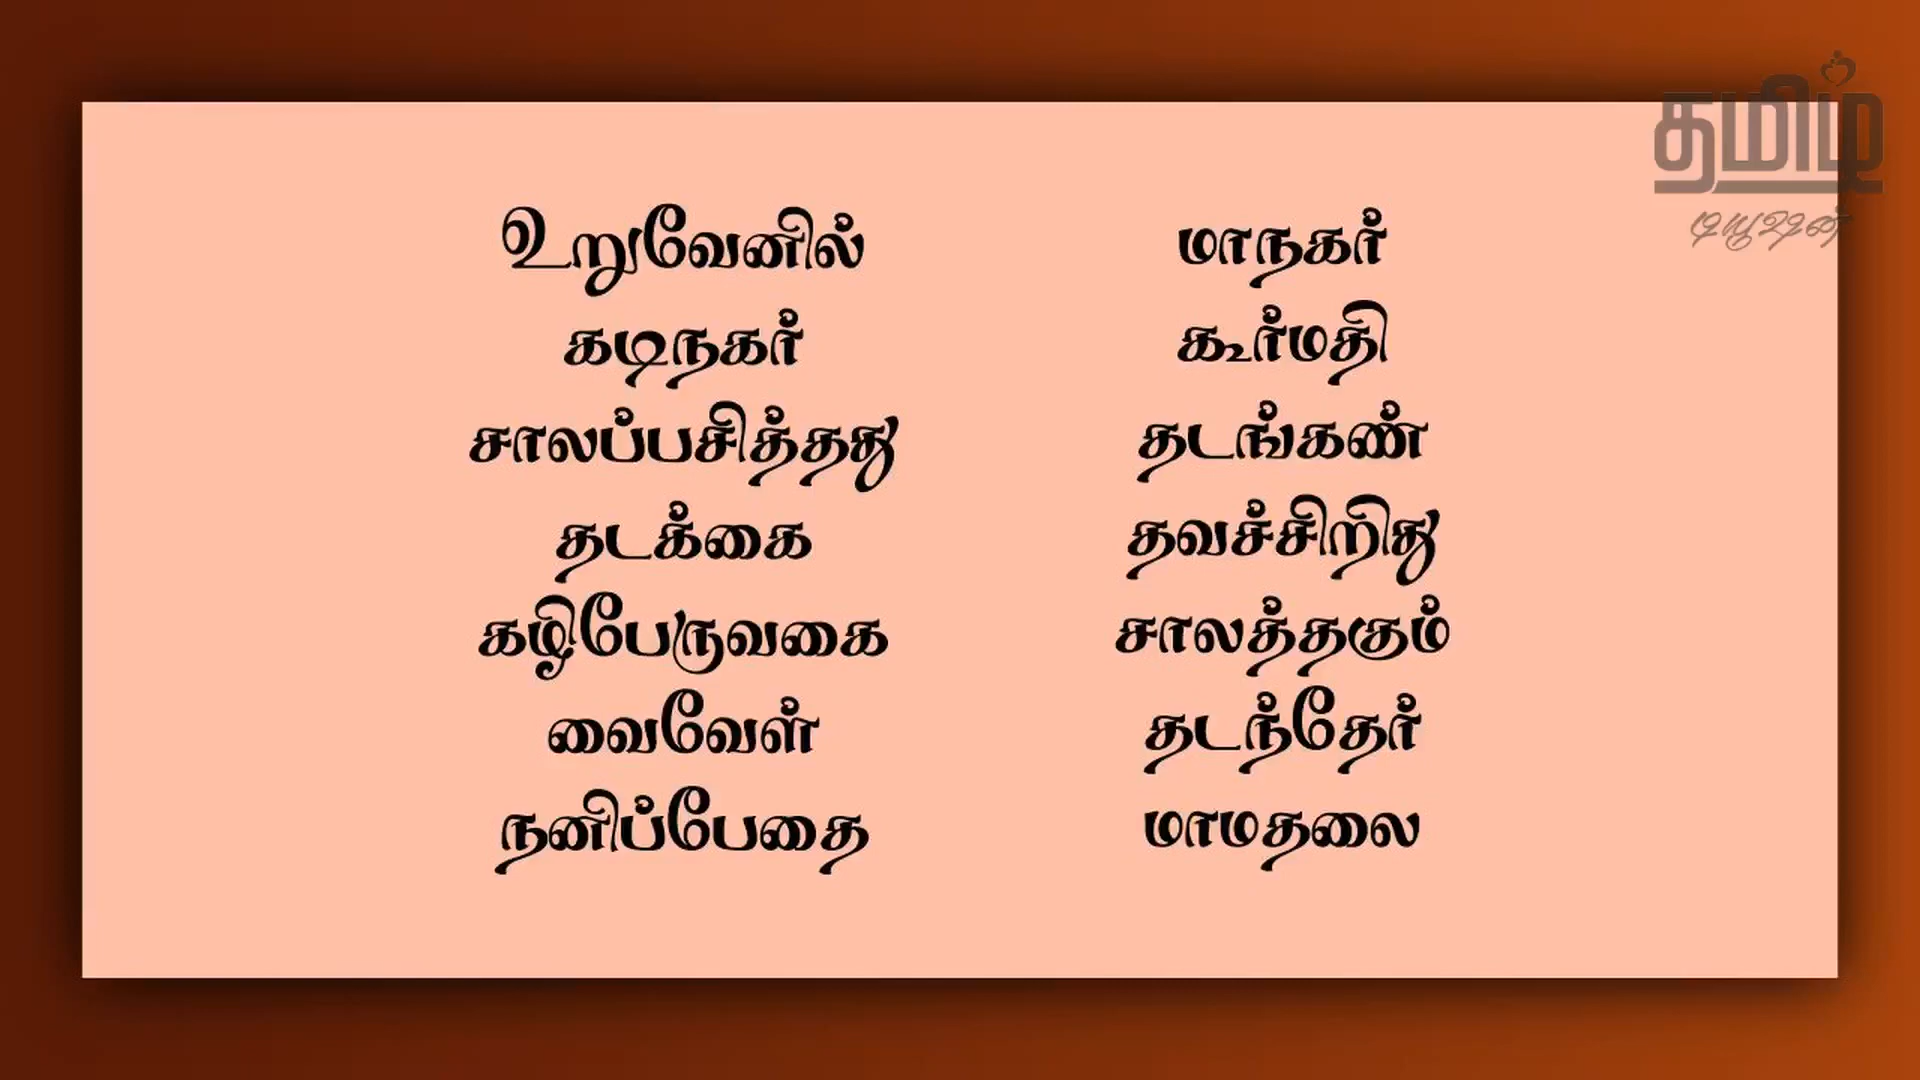 தமிழ்
டியூஷன்
உறுவேனில்
கடிநகர்
சாலப்பசித்தது
தடக்கை
கழிபேருவகை
வைவேள்
நனிப்பேதை
மாநகர்
கூர்மதி
தடங்கண்
தவச்சிறிது
சாலத்தகும்
தடந்தேர்
மாமதலை